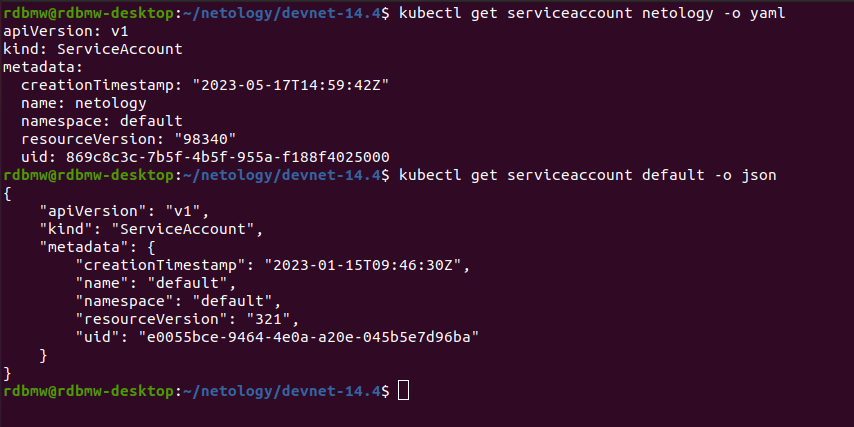 rdbmw@rdbmw-desktop:~/netology/devnet-14.4$ kubectl get serviceaccount netology -o yaml
apiVersion: v1
kind: ServiceAccount
metadata:
  creationTimestamp: "2023-05-17T14:59:42Z"
  name: netology
  namespace: default
  resourceVersion: "98340"
  uid: 869c8c3c-7b5f-4b5f-955a-f188f4025000
rdbmw@rdbmw-desktop:~/netology/devnet-14.4$ kubectl get serviceaccount default -o json
{
    "apiVersion": "v1",
    "kind": "ServiceAccount",
    "metadata": {
        "creationTimestamp": "2023-01-15T09:46:30Z",
        "name": "default",
        "namespace": "default",
        "resourceVersion": "321",
        "uid": "e0055bce-9464-4e0a-a20e-045b5e7d96ba"
    }
}
rdbmw@rdbmw-desktop:~/netology/devnet-14.4$